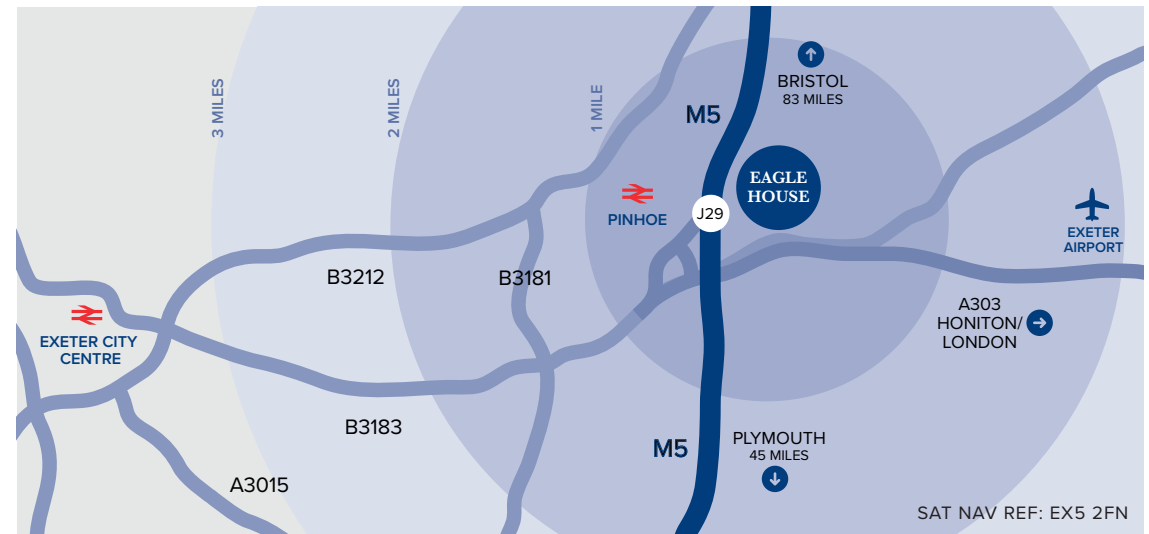 3 MILES
2 MILES
1 MILE
M5
BRISTOL
83 MILES
EAGLE
HOUSE
PINHOE
J29
EXETER
AIRPORT
B3212
B3181
A303
HONITON/
LONDON
EXETER CITY
CENTRE
B3183
M5
PLYMOUTH
45 MILES
A3015
SAT NAV REF: EX5 2FN